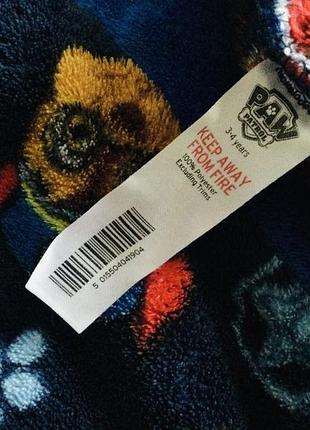 PAW
PATROL
3-4 years
KEEP AWAY
FROM FIRE
100% Polyester
Excluding Trims
5 015504 041904